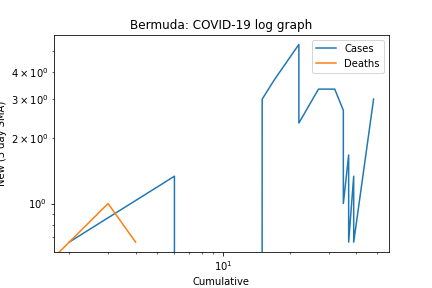 Bermuda: COVID-19 log graph
Cases
Deaths
4 × 10⁰
3 × 10⁰
2 × 10⁰
10⁰
New (3 day SMA)
10¹
Cumulative